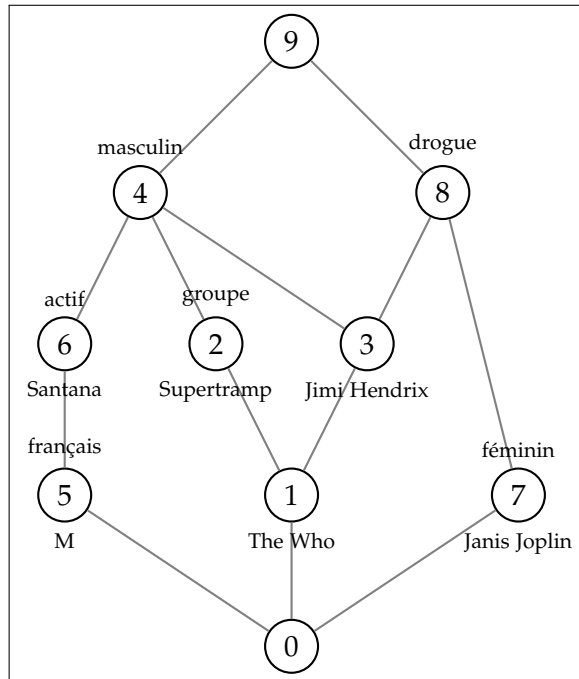 9
masculin
drogue
4
8
actif
groupe
6
2
3
Santana
Supertramp
Jimi Hendrix
français
féminin
5
1
7
M
The Who
Janis Joplin
0